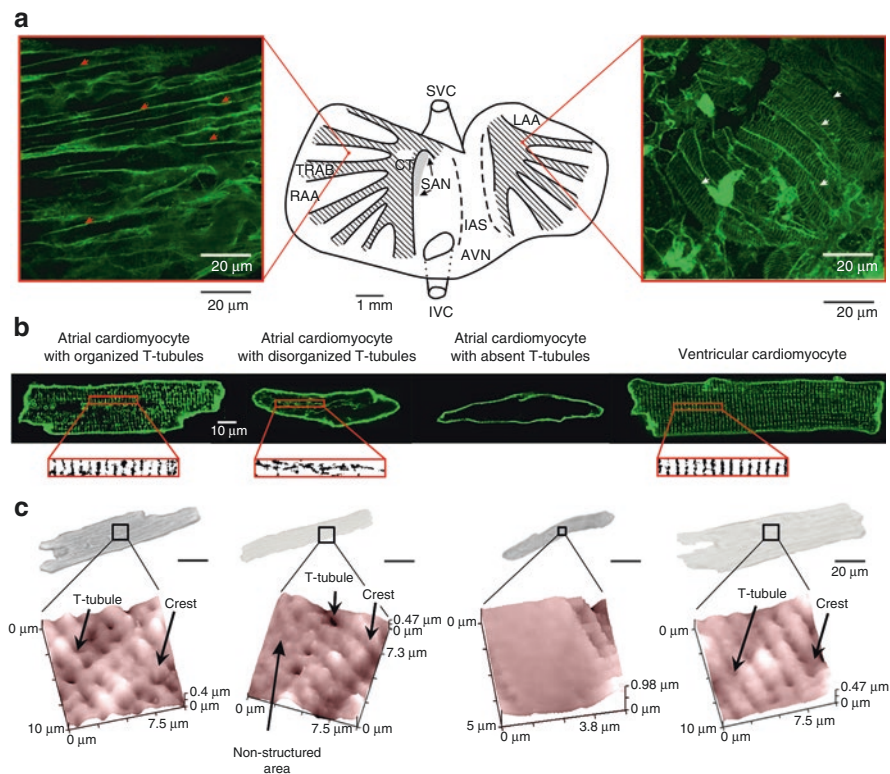 a
SVC
LAA
CT
TRAB
SAN
RAA
IAS
AVN
IVC
20 μm
20 μm
20 μm
1 mm
20 μm
b
Atrial cardiomyocyte
with organized T-tubules
Atrial cardiomyocyte
with disorganized T-tubules
Atrial cardiomyocyte
with absent T-tubules
Ventricular cardiomyocyte
10 μm
c
20 μm
T-tubule
Crest
0 μm
0.4 μm
0 μm
10 μm
0 μm
7.5 μm
T-tubule
Crest
0.47 μm
0 μm
7.3 μm
0 μm
7.5 μm
0 μm
Non-structured
area
0 μm
0.98 μm
0 μm
5 μm
0 μm
3.8 μm
T-tubule
Crest
0 μm
0.47 μm
0 μm
10 μm
0 μm
7.5 μm